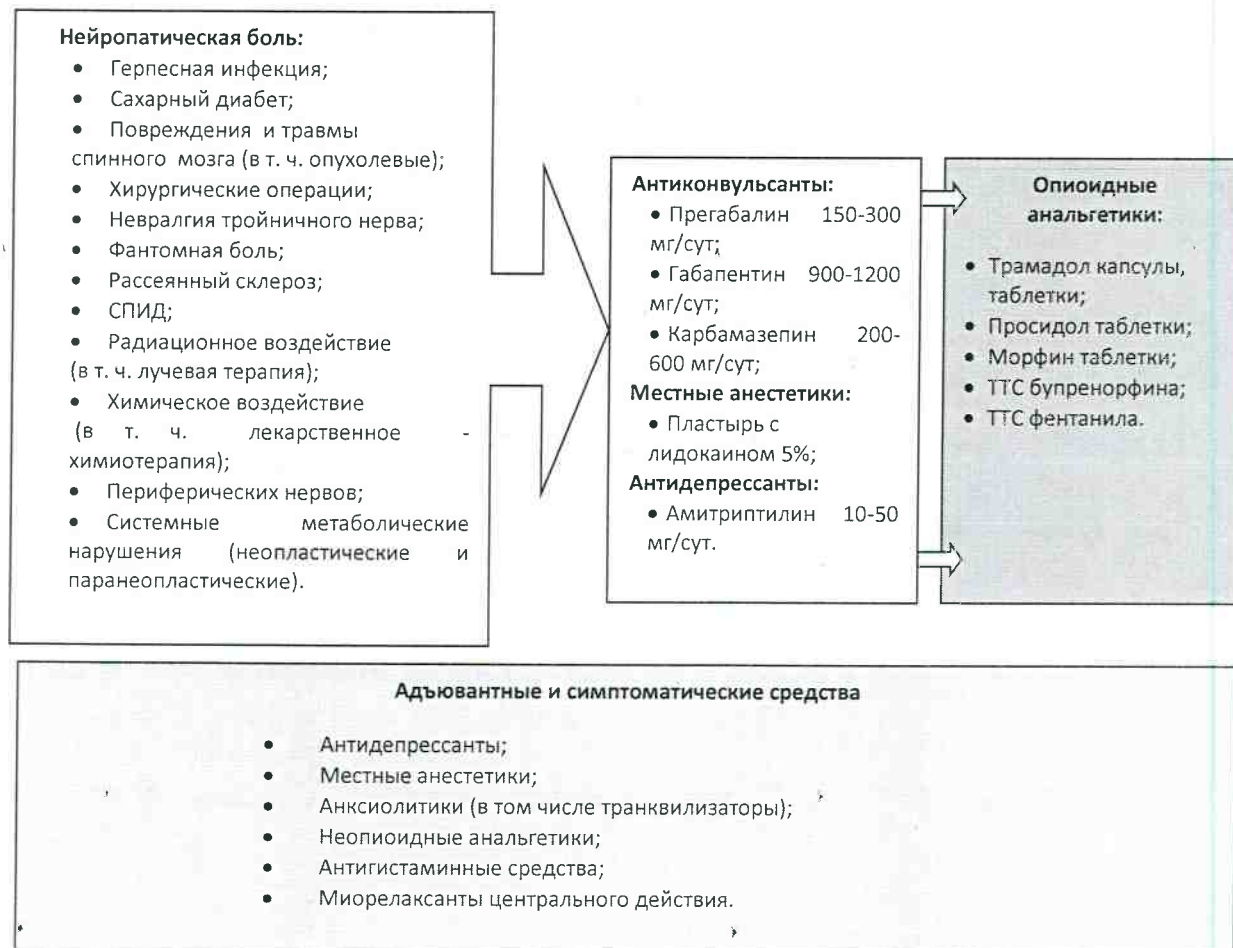 Нейропатическая боль:
• Герпесная инфекция;
• Сахарный диабет;
• Повреждения и травмы
спинного мозга (в т. ч. опухолевые);
• Хирургические операции;
• Невралгия тройничного нерва;
• Фантомная боль;
• Рассеянный склероз;
• СПИД;
• Радиационное воздействие
(в т. ч. лучевая терапия);
• Химическое воздействие
(в т. ч. лекарственное -
химиотерапия);
• Периферических нервов;
• Системные метаболические
нарушения (неопластические и
паранеопластические).
Антиконвульсанты:
• Прегабалин 150-300
мг/сут;
• Габапентин 900-1200
мг/сут;
• Карбамазепин 200-
600 мг/сут;
Местные анестетики:
• Пластырь с
лидокаином 5%;
Антидепрессанты:
• Амитриптилин 10-50
мг/сут.
Опиоидные
анальгетики:
• Трамадол капсулы,
таблетки;
• Просидол таблетки;
• Морфин таблетки;
• ТТС бупренорфина;
• ТТС фентанила.
Адъювантные и симптоматические средства
• Антидепрессанты;
• Местные анестетики;
• Анксиолитики (в том числе транквилизаторы);
• Неопиоидные анальгетики;
• Антигистаминные средства;
• Миорелаксанты центрального действия.